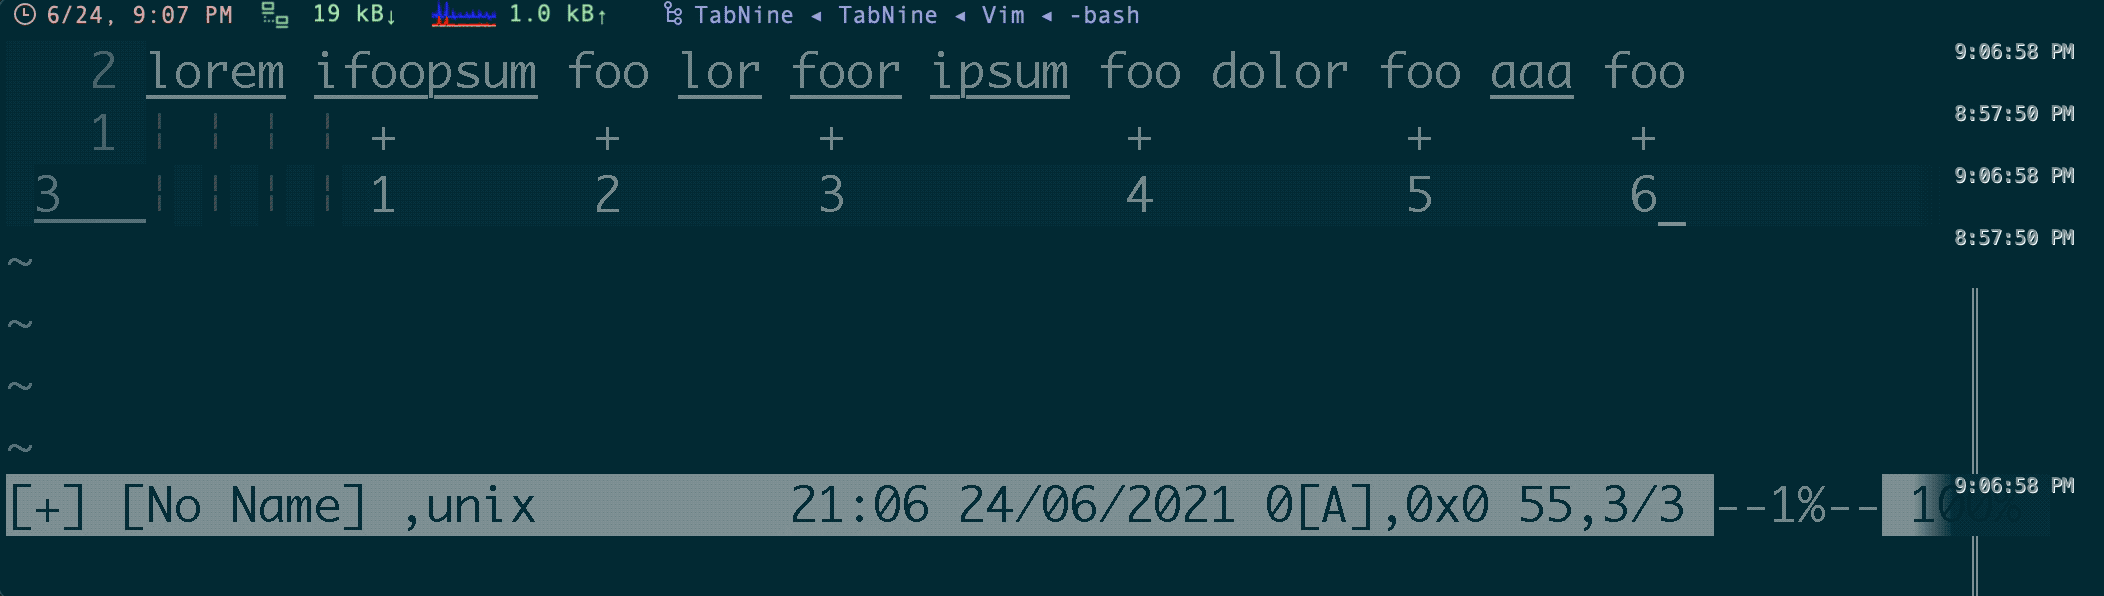 6/24, 9:07 PM 19 kB↓ 1.0 kB↑ TabNine ◂ TabNine ◂ Vim ◂ -bash
2 lorem ifoopsum foo lor foor ipsum foo dolor foo aaa foo 9:06:58 PM
1 ¦ ¦ ¦ ¦ + + + + + + 8:57:50 PM
3 ¦ ¦ ¦ ¦ 1 2 3 4 5 6_ 9:06:58 PM
~ 8:57:50 PM
~
~
~
[+] [No Name] ,unix 21:06 24/06/2021 0[A],0x0 55,3/3 --1%-- 100% 9:06:58 PM